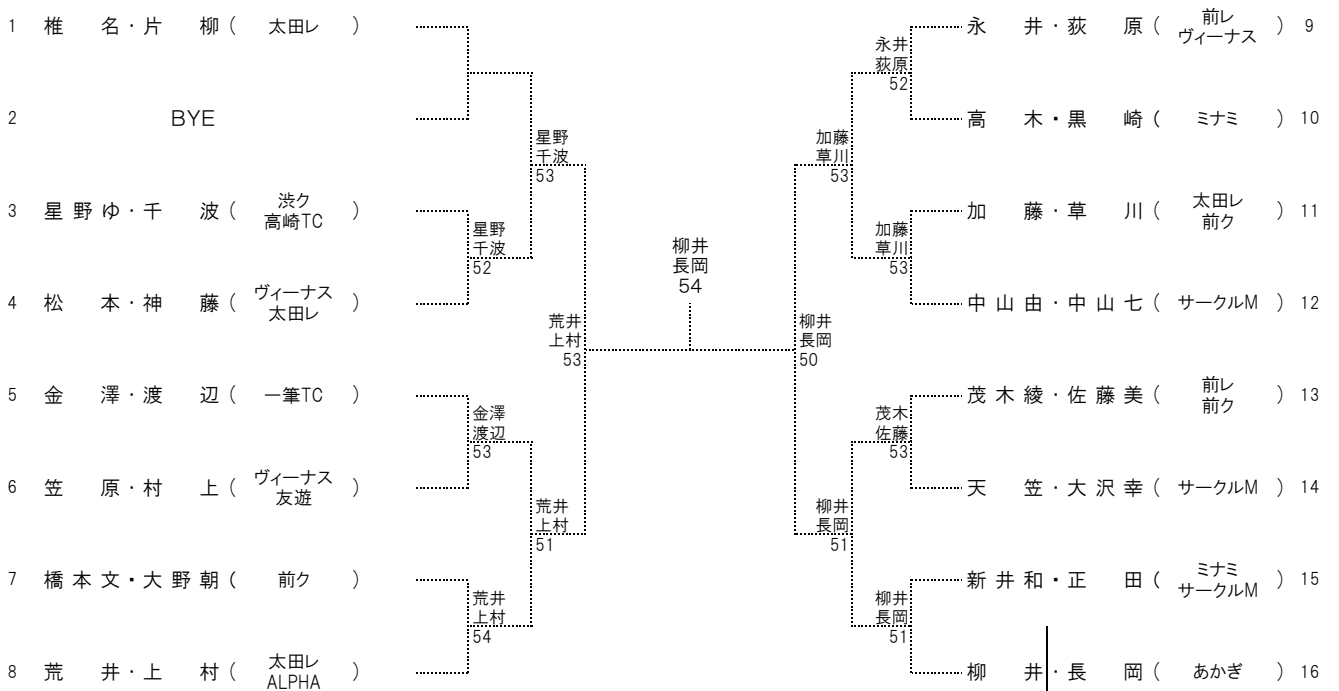 1 椎 名・片 柳 ( 太田レ )
2 BYE
3 星 野 ゆ・千 波 ( 渋ク 高崎TC )
4 松 本・神 藤 ( ヴィーナス 太田レ )
5 金 澤・渡 辺 ( 一筆TC )
6 笠 原・村 上 ( ヴィーナス 友遊 )
7 橋 本 文・大 野 朝 ( 前ク )
8 荒 井・上 村 ( 太田レ ALPHA )
星野
千波
52
金澤
渡辺
53
荒井
上村
54
星野
千波
53
荒井
上村
51
荒井
上村
53
柳井
長岡
54
柳井
長岡
50
加藤
草川
53
柳井
長岡
51
永井
荻原
52
加藤
草川
53
茂木
佐藤
53
柳井
長岡
51
永 井・荻 原 ( 前レ ヴィーナス ) 9
高 木・黒 崎 ( ミナミ ) 10
加 藤・草 川 ( 太田レ 前ク ) 11
中 山 由・中 山 七 ( サークルM ) 12
茂 木 綾・佐 藤 美 ( 前レ 前ク ) 13
天 笠・大 沢 幸 ( サークルM ) 14
新 井 和・正 田 ( ミナミ サークルM ) 15
柳 井・長 岡 ( あかぎ ) 16